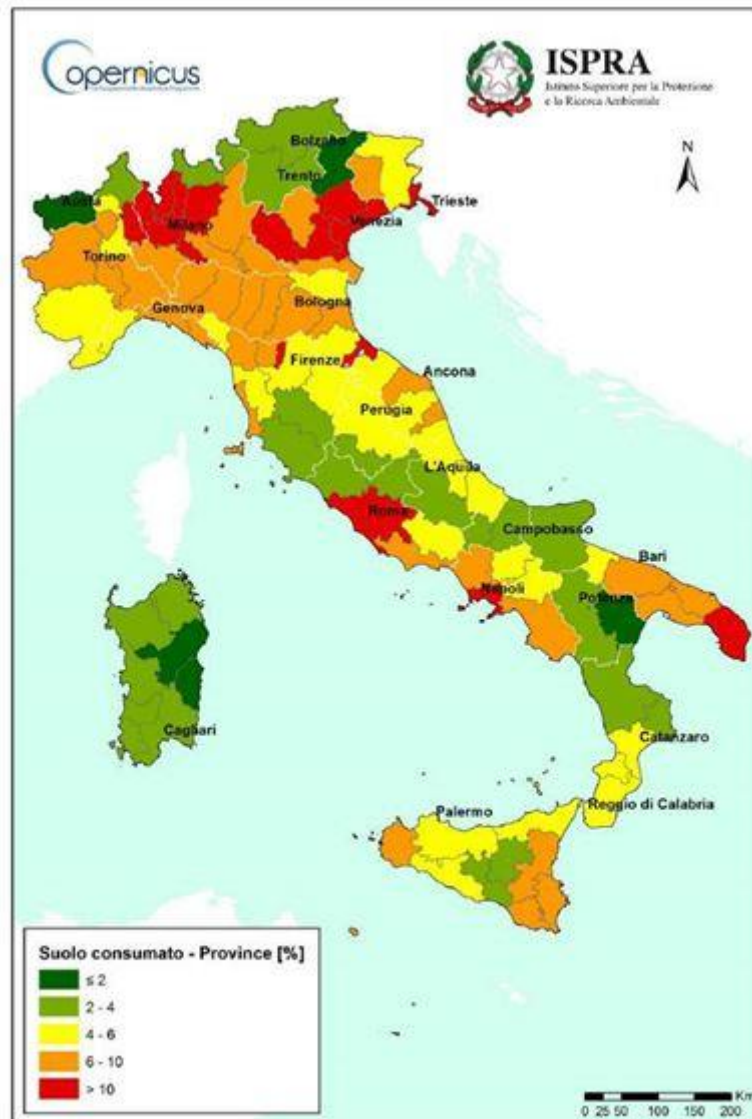 Copernicus
ISPRA
Istituto Superiore per la Protezione
e la Ricerca Ambientale
N
Bolzano
Trento
Aosta
Trieste
Milano
Venezia
Torino
Genova
Bologna
Firenze
Ancona
Perugia
L'Aquila
Roma
Campobasso
Bari
Napoli
Potenza
Cagliari
Catanzaro
Palermo
Reggio di Calabria
Suolo consumato - Province [%]
≤ 2
2 - 4
4 - 6
6 - 10
> 10
0 25 50 100 150 200